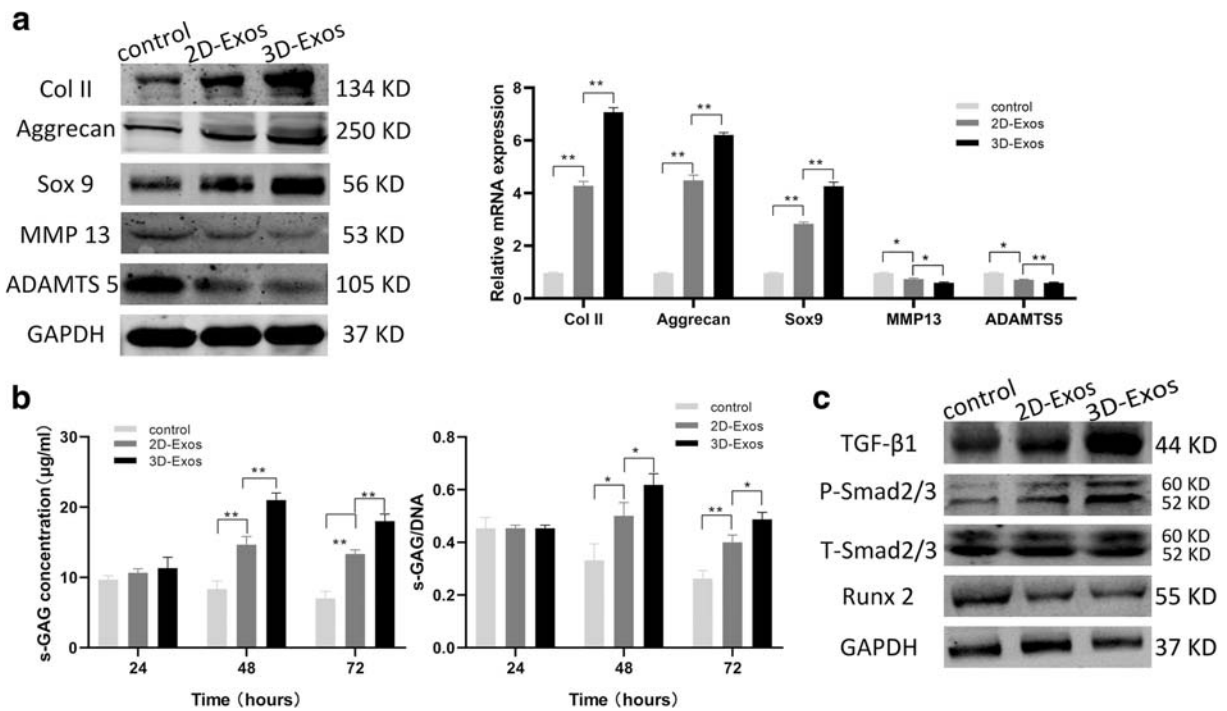 a
control 2D-Exos 3D-Exos
Col II 134 KD
Aggrecan 250 KD
Sox 9 56 KD
MMP 13 53 KD
ADAMTS 5 105 KD
GAPDH 37 KD
Relative mRNA expression
8
6
4
2
0
control
2D-Exos
3D-Exos
** **
** **
** **
* *
* **
Col II Aggrecan Sox9 MMP13 ADAMTS5
b
s-GAG concentration(μg/ml)
30
20
10
0
control
2D-Exos
3D-Exos
** **
** **
24 48 72
Time (hours)
s-GAG/DNA
0.8
0.6
0.4
0.2
0.0
control
2D-Exos
3D-Exos
* *
** *
24 48 72
Time (hours)
c
control 2D-Exos 3D-Exos
TGF-β1 44 KD
P-Smad2/3 60 KD
52 KD
T-Smad2/3 60 KD
52 KD
Runx 2 55 KD
GAPDH 37 KD